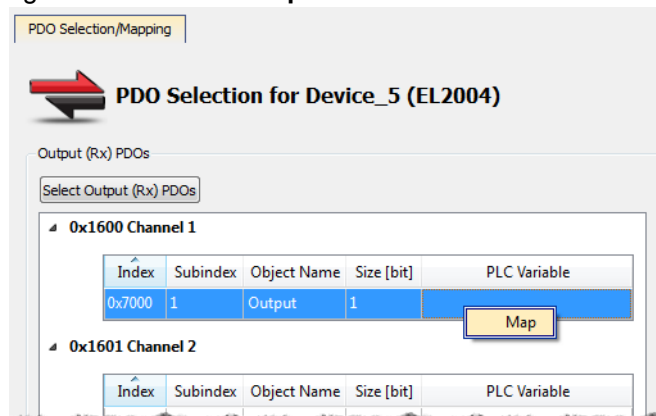 PDO Selection/Mapping
PDO Selection for Device_5 (EL2004)
Output (Rx) PDOs
Select Output (Rx) PDOs
0x1600 Channel 1
Index Subindex Object Name Size [bit] PLC Variable
0x7000 1 Output 1
Map
0x1601 Channel 2
Index Subindex Object Name Size [bit] PLC Variable